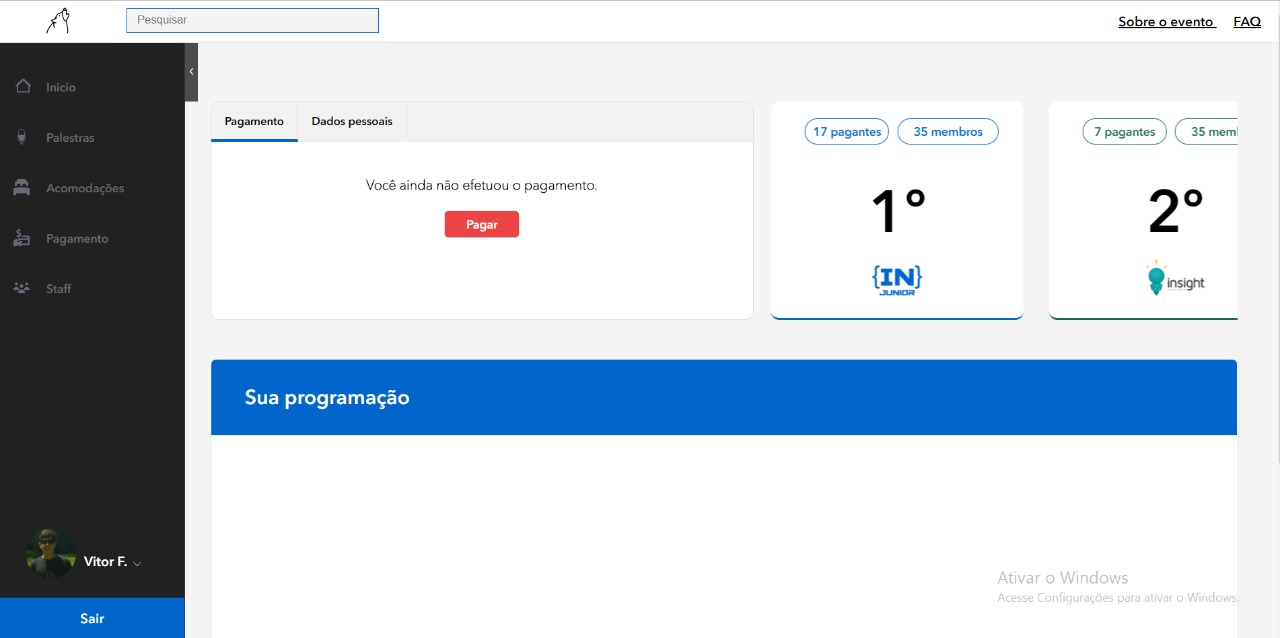 Pesquisar
Sobre o evento
FAQ
Inicio
Palestras
Acomodações
Pagamento
Staff
Vitor F.
Sair
Pagamento
Dados pessoais
Você ainda não efetuou o pagamento.
Pagar
17 pagantes
35 membros
1°
{IN}
JUNIOR
7 pagantes
35 mem
2°
insight
Sua programação
Ativar o Windows
Acesse Configurações para ativar o Windows.